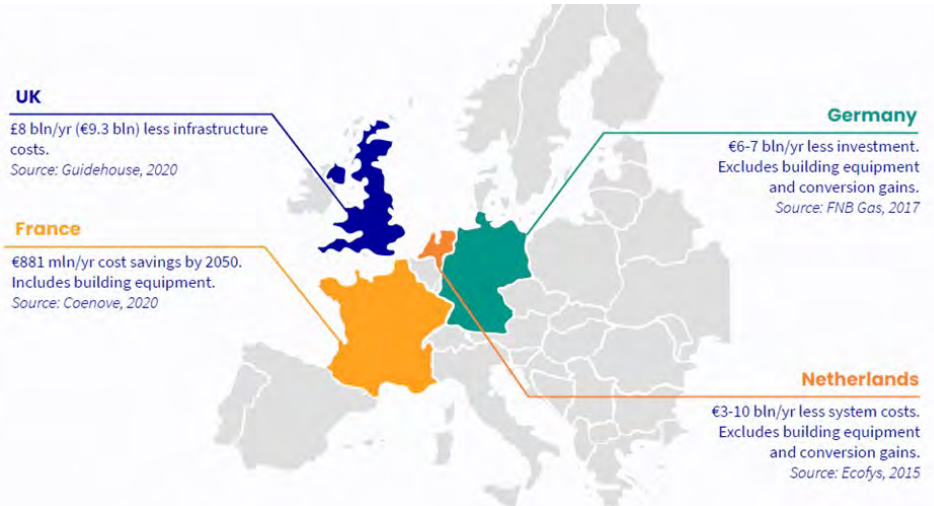 UK
£8 bln/yr (€9.3 bln) less infrastructure
costs.
Source: Guidehouse, 2020
France
€881 mln/yr cost savings by 2050.
Includes building equipment.
Source: Coenove, 2020
Germany
€6-7 bln/yr less investment.
Excludes building equipment
and conversion gains.
Source: FNB Gas, 2017
Netherlands
€3-10 bln/yr less system costs.
Excludes building equipment
and conversion gains.
Source: Ecofys, 2015